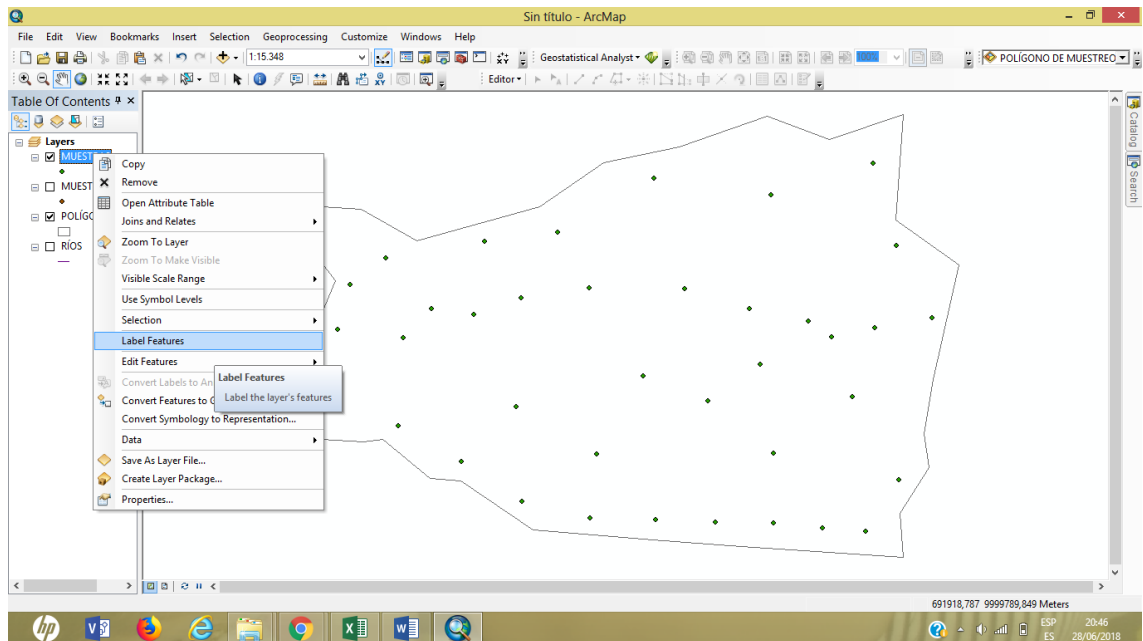 Sin título - ArcMap
File Edit View Bookmarks Insert Selection Geoprocessing Customize Windows Help
1:15.348 Geostatistical Analyst 100% POLÍGONO DE MUESTREO
Editor
Table Of Contents
Layers
MUEST
MUEST
POLÍGO
RÍOS
Copy
Remove
Open Attribute Table
Joins and Relates
Zoom To Layer
Zoom To Make Visible
Visible Scale Range
Use Symbol Levels
Selection
Label Features
Edit Features
Convert Labels to An
Convert Features to G
Convert Symbology to Representation...
Data
Save As Layer File...
Create Layer Package...
Properties...
Label Features
Label the layer's features
Catalog
Search
691918,787 9999789,849 Meters
hp
ESP 20:46
ES 28/06/2018